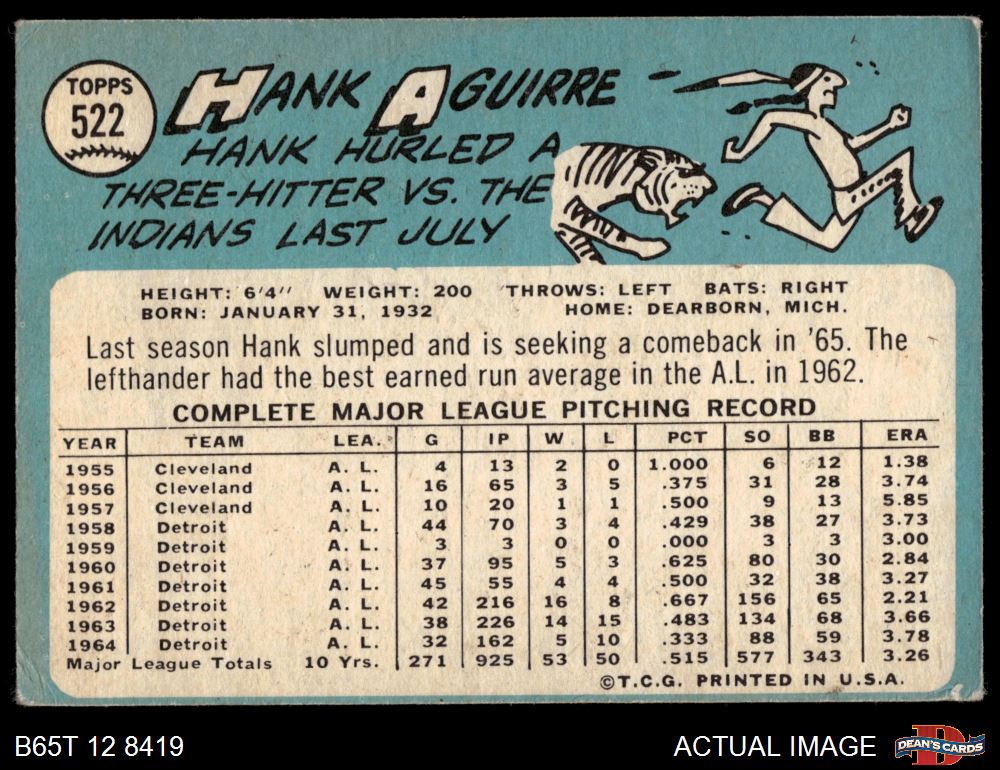 TOPPS
522
HANK AGUIRRE
HANK HURLED A
THREE-HITTER VS. THE
INDIANS LAST JULY
HEIGHT: 6'4" WEIGHT: 200 THROWS: LEFT BATS: RIGHT
BORN: JANUARY 31, 1932 HOME: DEARBORN, MICH.
Last season Hank slumped and is seeking a comeback in '65. The
lefthander had the best earned run average in the A.L. in 1962.
COMPLETE MAJOR LEAGUE PITCHING RECORD
YEAR TEAM LEA. G IP W L PCT SO BB ERA
1955 Cleveland A. L. 4 13 2 0 1.000 6 12 1.38
1956 Cleveland A. L. 16 65 3 5 .375 31 28 3.74
1957 Cleveland A. L. 10 20 1 1 .500 9 13 5.85
1958 Detroit A. L. 44 70 3 4 .429 38 27 3.73
1959 Detroit A. L. 3 3 0 0 .000 3 3 3.00
1960 Detroit A. L. 37 95 5 3 .625 80 30 2.84
1961 Detroit A. L. 45 55 4 4 .500 32 38 3.27
1962 Detroit A. L. 42 216 16 8 .667 156 65 2.21
1963 Detroit A. L. 38 226 14 15 .483 134 68 3.66
1964 Detroit A. L. 32 162 5 10 .333 88 59 3.78
Major League Totals 10 Yrs. 271 925 53 50 .515 577 343 3.26
©T.C.G. PRINTED IN U.S.A.
B65T 12 8419 ACTUAL IMAGE DEAN'S CARDS